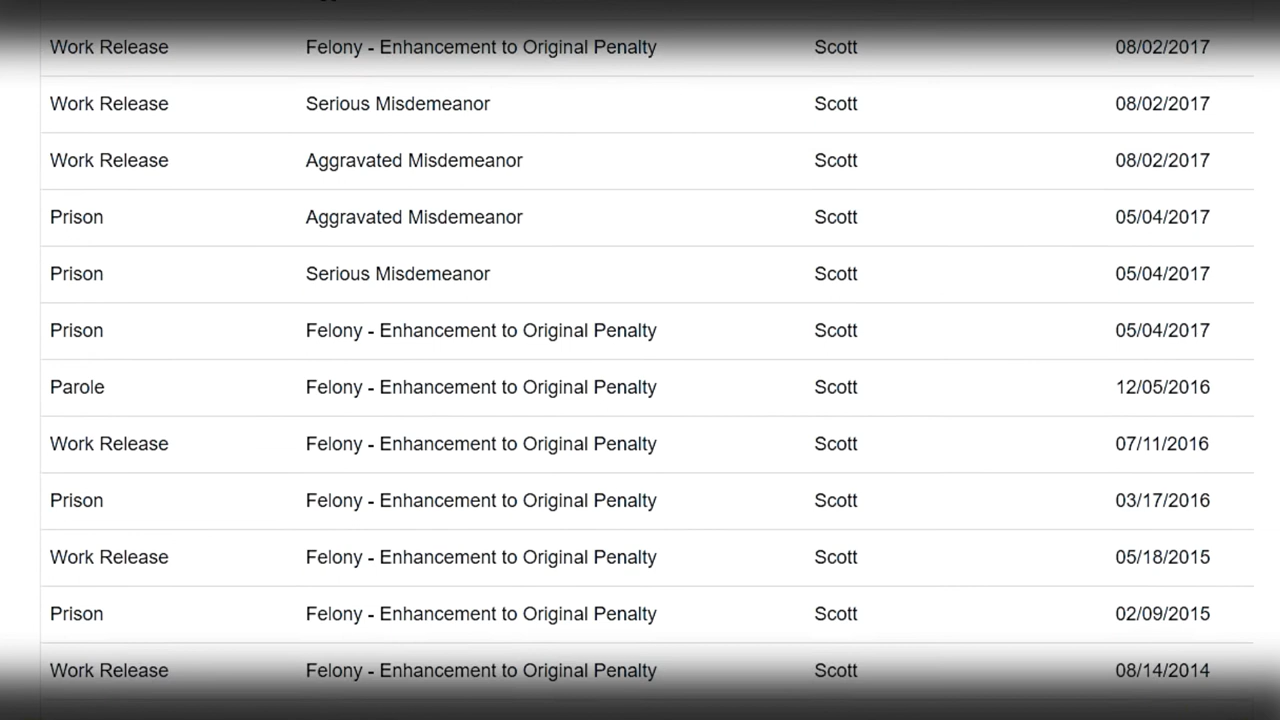 Work Release Felony - Enhancement to Original Penalty Scott 08/02/2017
Work Release Serious Misdemeanor Scott 08/02/2017
Work Release Aggravated Misdemeanor Scott 08/02/2017
Prison Aggravated Misdemeanor Scott 05/04/2017
Prison Serious Misdemeanor Scott 05/04/2017
Prison Felony - Enhancement to Original Penalty Scott 05/04/2017
Parole Felony - Enhancement to Original Penalty Scott 12/05/2016
Work Release Felony - Enhancement to Original Penalty Scott 07/11/2016
Prison Felony - Enhancement to Original Penalty Scott 03/17/2016
Work Release Felony - Enhancement to Original Penalty Scott 05/18/2015
Prison Felony - Enhancement to Original Penalty Scott 02/09/2015
Work Release Felony - Enhancement to Original Penalty Scott 08/14/2014